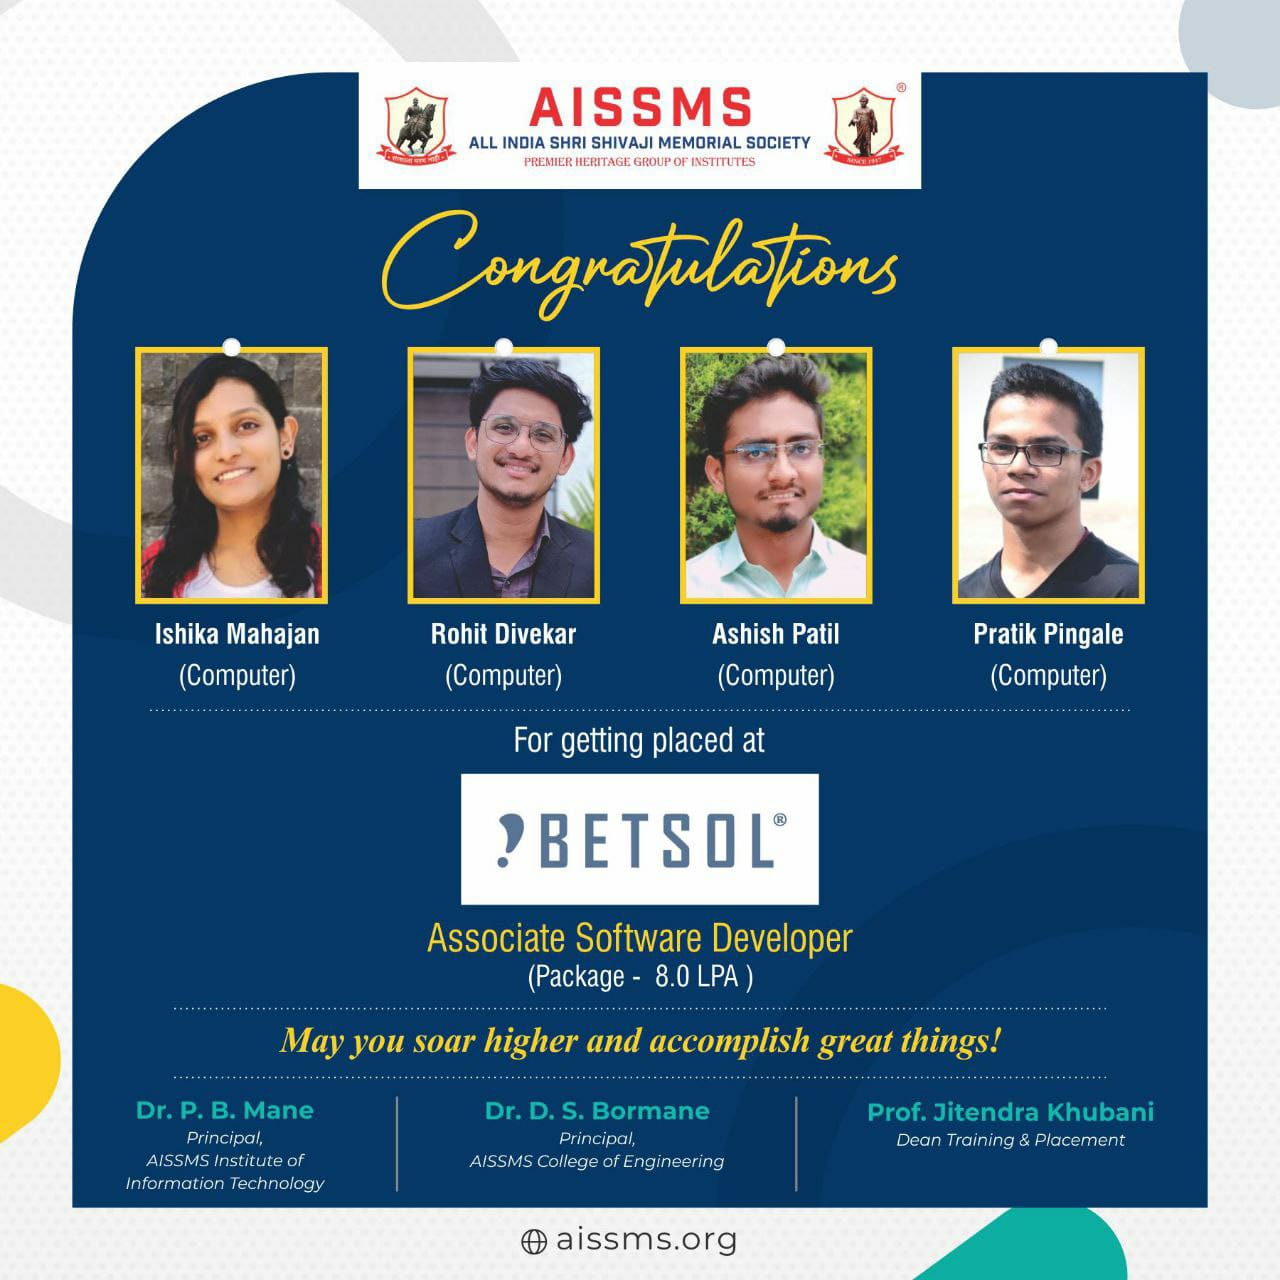 AISSMS
ALL INDIA SHRI SHIVAJI MEMORIAL SOCIETY
PREMIER HERITAGE GROUP OF INSTITUTES
®
SINCE 1917
Congratulations
Ishika Mahajan
(Computer)
Rohit Divekar
(Computer)
Ashish Patil
(Computer)
Pratik Pingale
(Computer)
For getting placed at
BETSOL®
Associate Software Developer
(Package - 8.0 LPA )
May you soar higher and accomplish great things!
Dr. P. B. Mane
Principal,
AISSMS Institute of
Information Technology
Dr. D. S. Bormane
Principal,
AISSMS College of Engineering
Prof. Jitendra Khubani
Dean Training & Placement
aissms.org